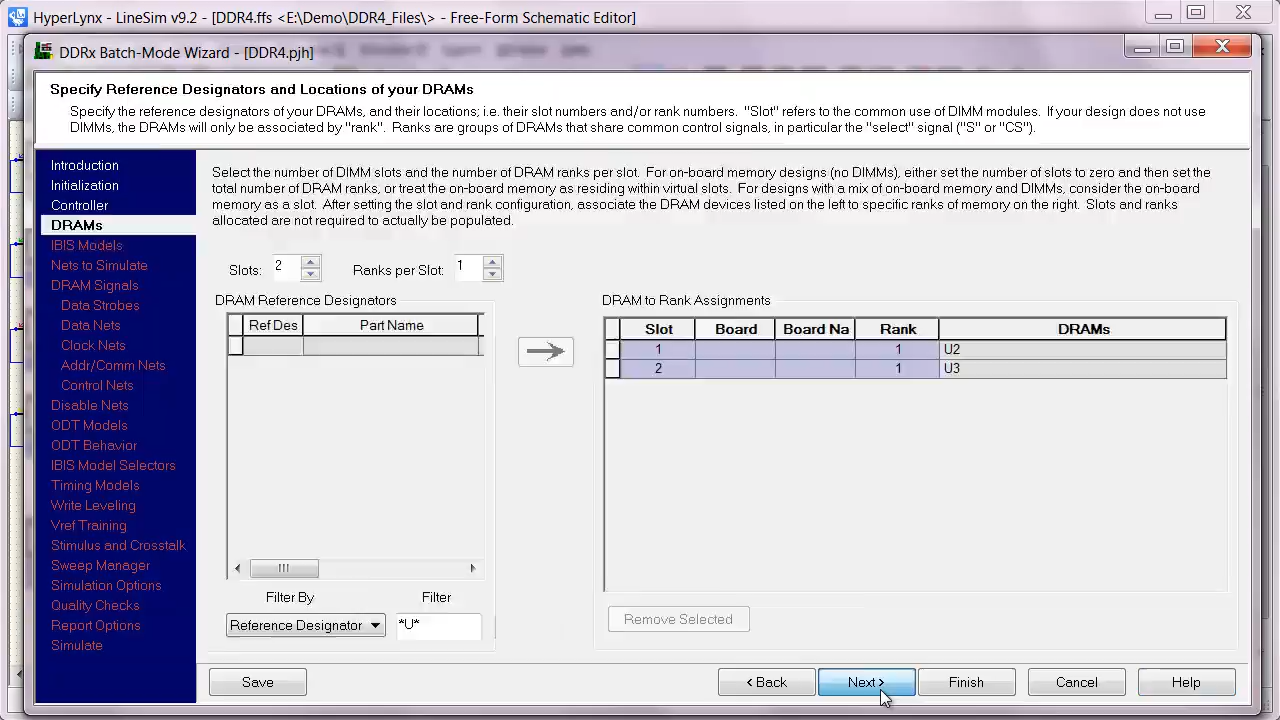 HyperLynx - LineSim v9.2 - [DDR4.ffs <E:\Demo\DDR4_Files\> - Free-Form Schematic Editor]
DDRx Batch-Mode Wizard - [DDR4.pjh]
Specify Reference Designators and Locations of your DRAMs
Specify the reference designators of your DRAMs, and their locations; i.e. their slot numbers and/or rank numbers. "Slot" refers to the common use of DIMM modules. If your design does not use
DIMMs, the DRAMs will only be associated by "rank". Ranks are groups of DRAMs that share common control signals, in particular the "select" signal ("S" or "CS").
Introduction
Initialization
Controller
DRAMs
IBIS Models
Nets to Simulate
DRAM Signals
Data Strobes
Data Nets
Clock Nets
Addr/Comm Nets
Control Nets
Disable Nets
ODT Models
ODT Behavior
IBIS Model Selectors
Timing Models
Write Leveling
Vref Training
Stimulus and Crosstalk
Sweep Manager
Simulation Options
Quality Checks
Report Options
Simulate
Select the number of DIMM slots and the number of DRAM ranks per slot. For on-board memory designs (no DIMMs), either set the number of slots to zero and then set the
total number of DRAM ranks, or treat the on-board memory as residing within virtual slots. For designs with a mix of on-board memory and DIMMs, consider the on-board
memory as a slot. After setting the slot and rank configuration, associate the DRAM devices listed on the left to specific ranks of memory on the right. Slots and ranks
allocated are not required to actually be populated.
Slots: 2 Ranks per Slot: 1
DRAM Reference Designators
Ref Des Part Name
Filter By Filter
Reference Designator *U*
DRAM to Rank Assignments
Slot Board Board Na Rank DRAMs
1 1 U2
2 1 U3
Remove Selected
Save < Back Next > Finish Cancel Help